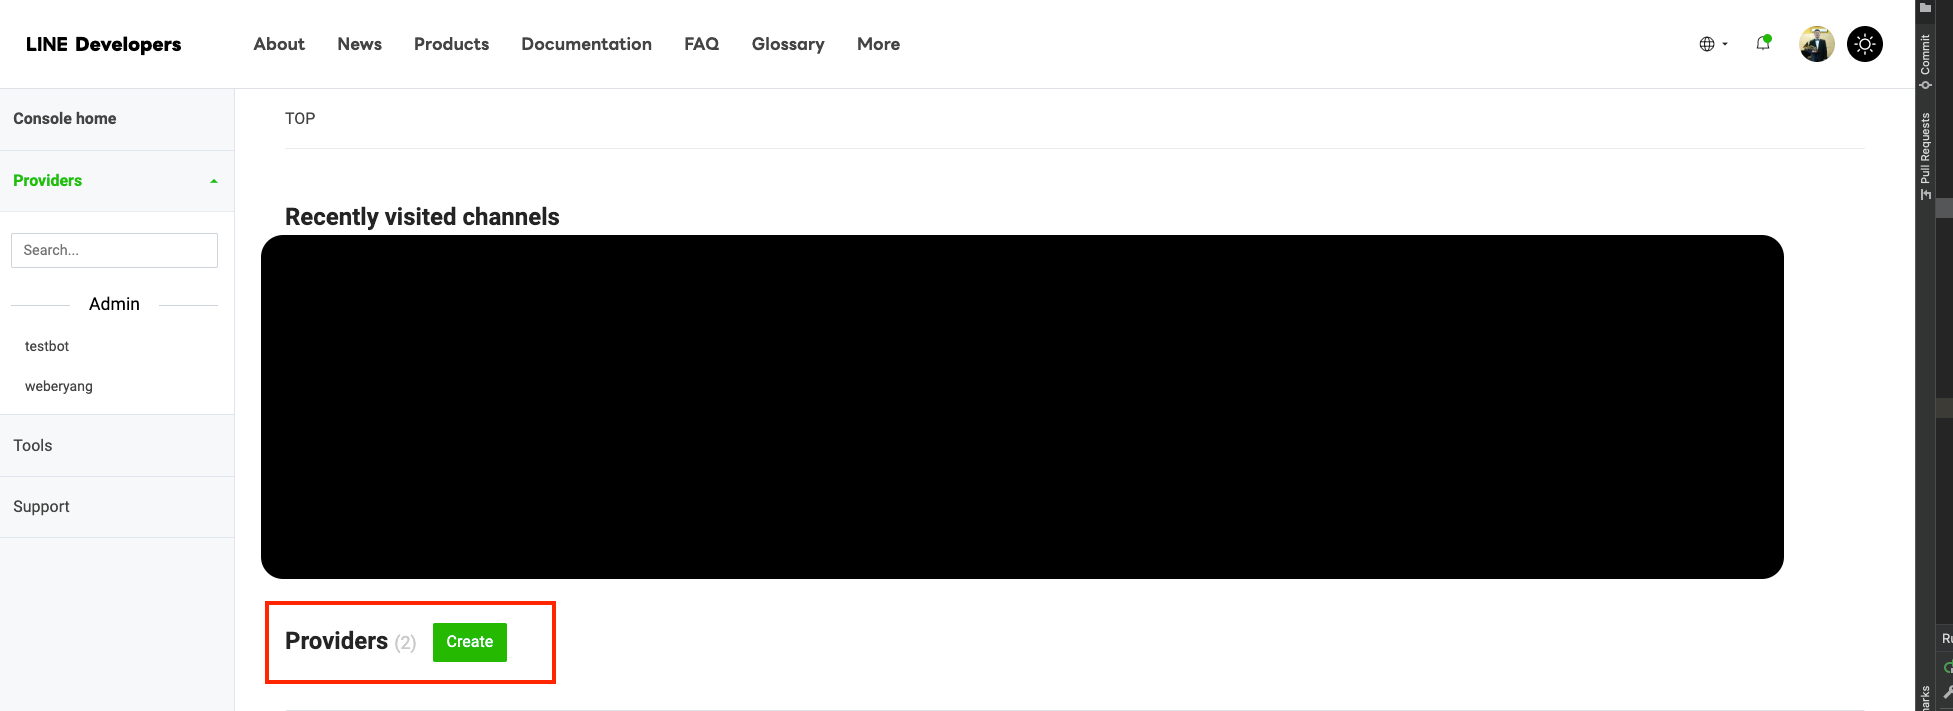 LINE Developers
About News Products Documentation FAQ Glossary More
Console home
Providers
Search...
Admin
testbot
weberyang
Tools
Support
TOP
Recently visited channels
Providers (2) Create
Commit
Pull Requests